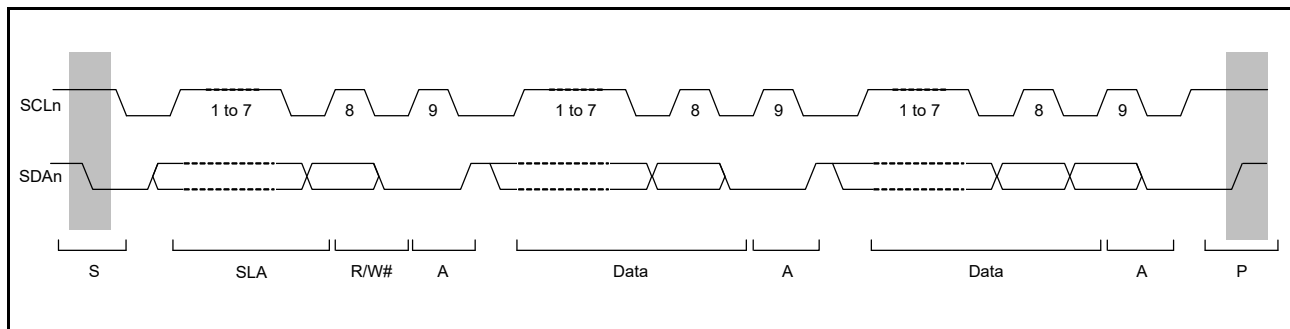 SCLn
1 to 7 8 9 1 to 7 8 9 1 to 7 8 9
SDAn
S SLA R/W# A Data A Data A P